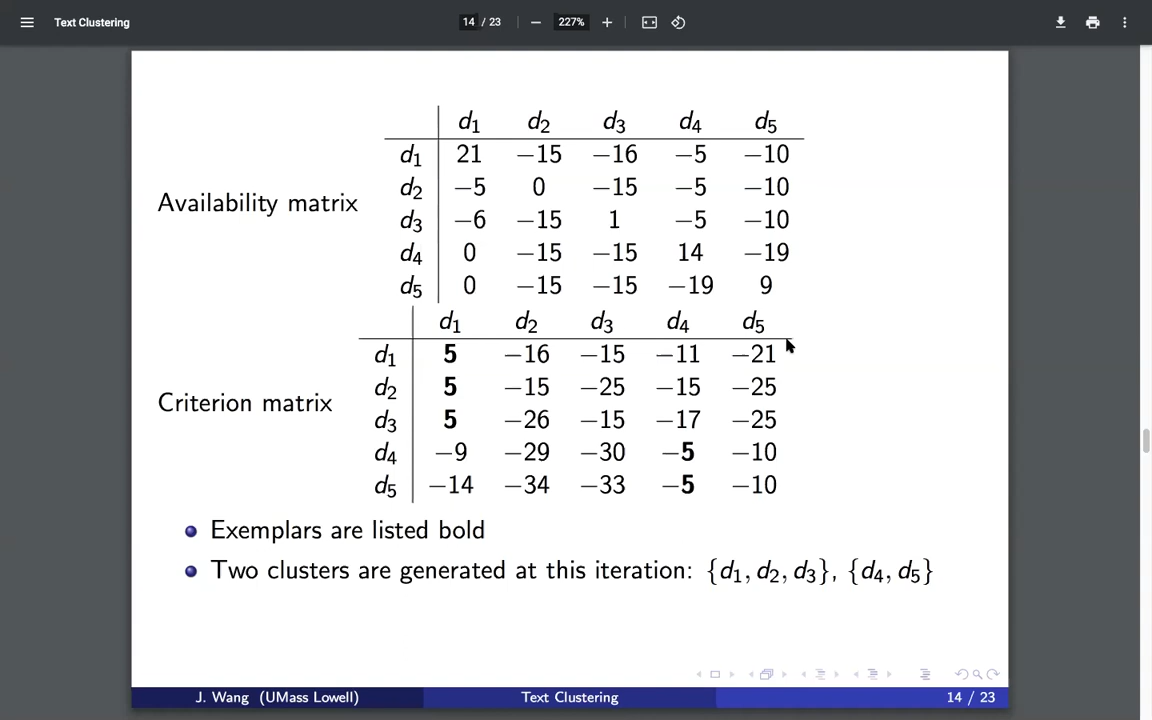 Text Clustering
14 / 23
227%
d1 d2 d3 d4 d5
d1 21 −15 −16 −5 −10
d2 −5 0 −15 −5 −10
Availability matrix
d3 −6 −15 1 −5 −10
d4 0 −15 −15 14 −19
d5 0 −15 −15 −19 9
d1 d2 d3 d4 d5
d1 5 −16 −15 −11 −21
d2 5 −15 −25 −15 −25
Criterion matrix
d3 5 −26 −15 −17 −25
d4 −9 −29 −30 −5 −10
d5 −14 −34 −33 −5 −10
Exemplars are listed bold
Two clusters are generated at this iteration: {d1, d2, d3}, {d4, d5}
J. Wang (UMass Lowell) Text Clustering 14 / 23